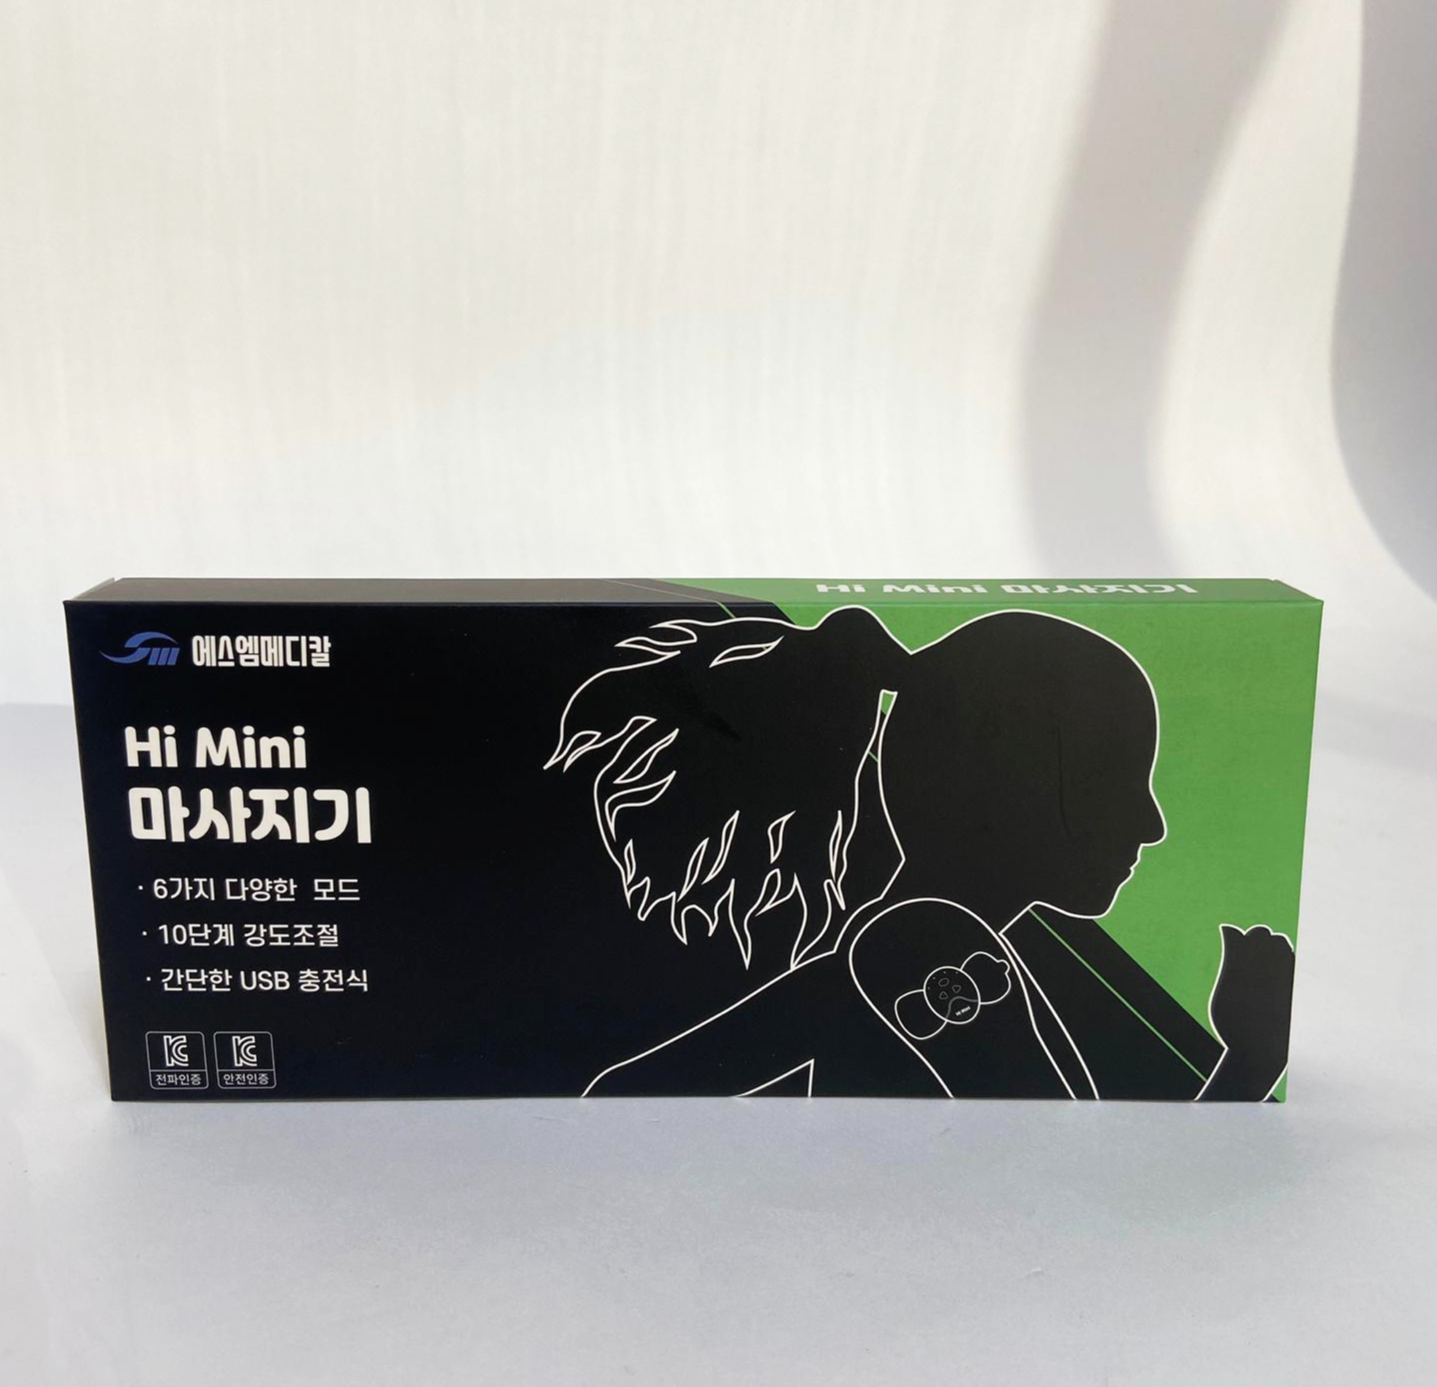 Hi Mini 마사지기
에스엠메디칼
Hi Mini
마사지기
· 6가지 다양한 모드
· 10단계 강도조절
· 간단한 USB 충전식
전파인증 안전인증
Hi Mini